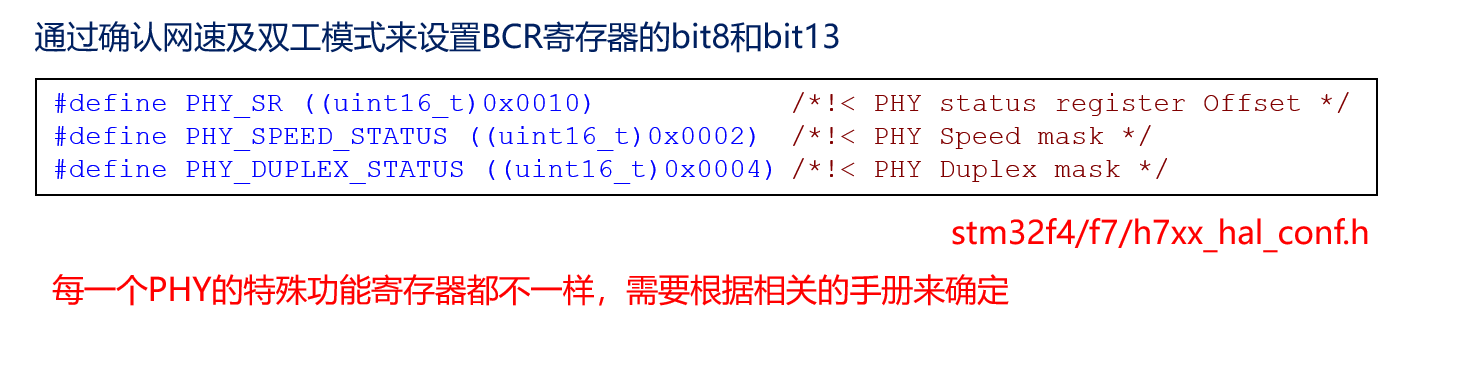 通过确认网速及双工模式来设置BCR寄存器的bit8和bit13
#define PHY_SR ((uint16_t)0x0010)            /*!< PHY status register Offset */
#define PHY_SPEED_STATUS ((uint16_t)0x0002)  /*!< PHY Speed mask */
#define PHY_DUPLEX_STATUS ((uint16_t)0x0004) /*!< PHY Duplex mask */
stm32f4/f7/h7xx_hal_conf.h
每一个PHY的特殊功能寄存器都不一样，需要根据相关的手册来确定